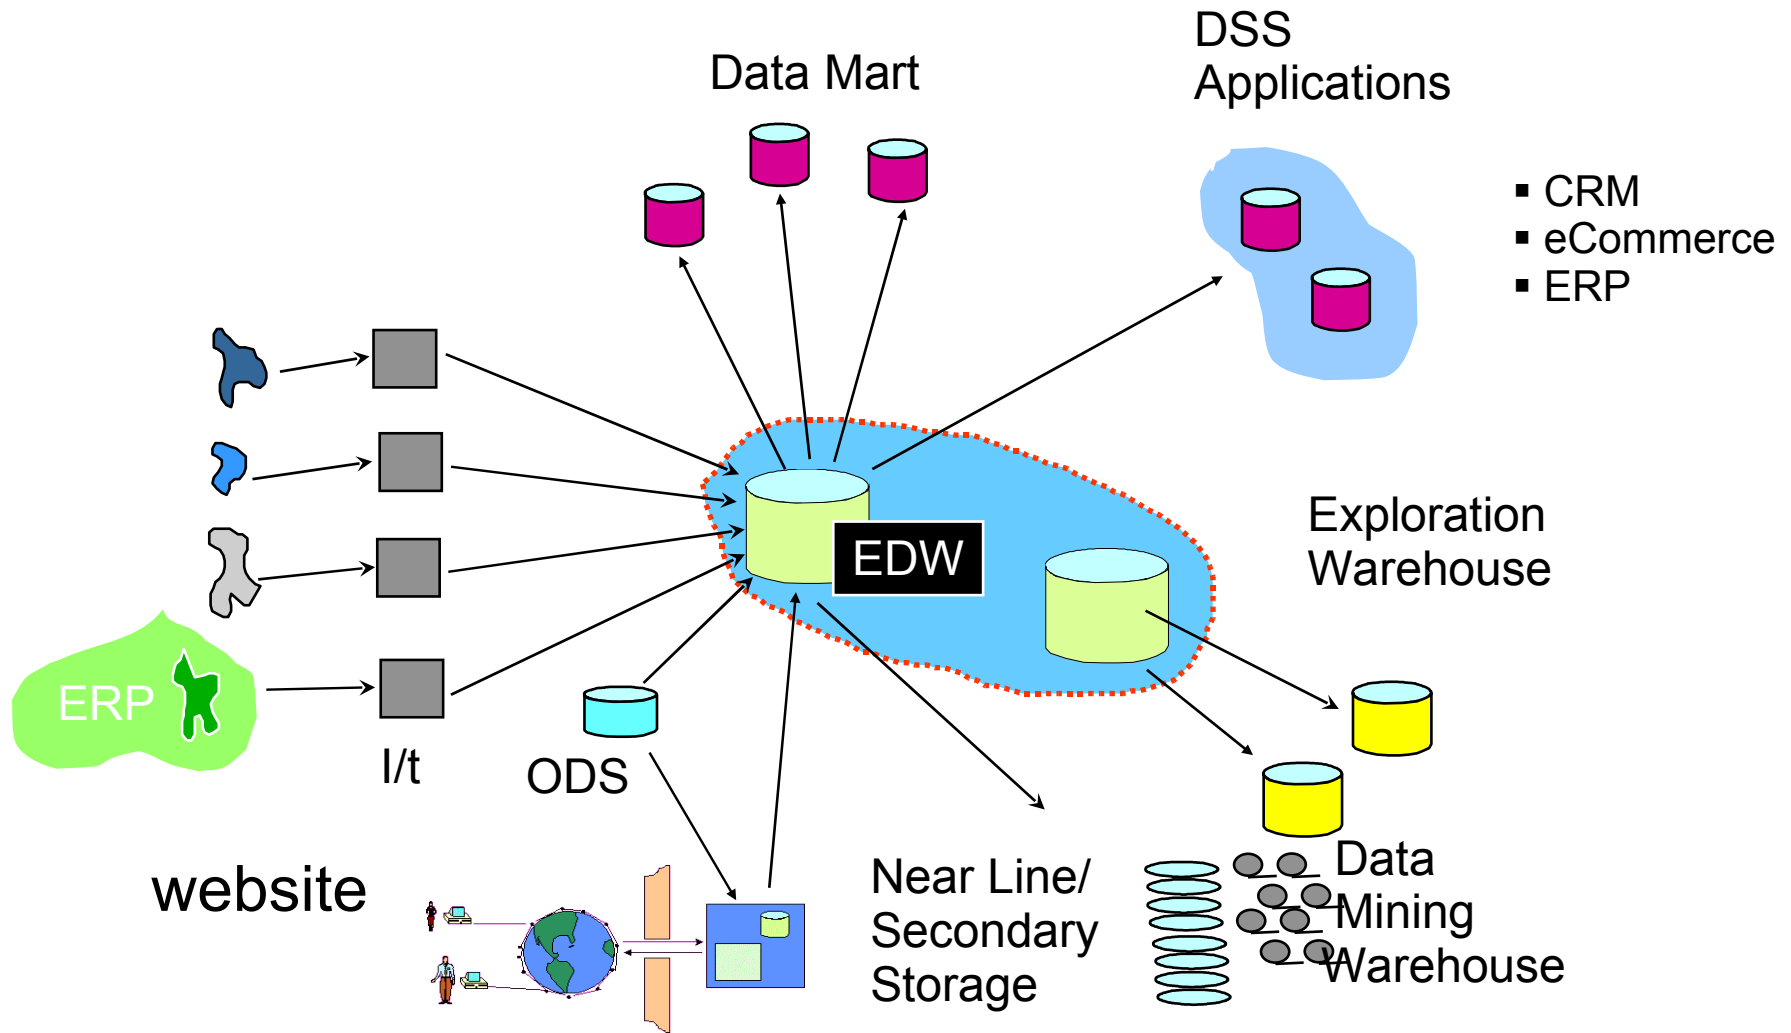 DSS
Applications
Data Mart
▪ CRM
▪ eCommerce
▪ ERP
Exploration
Warehouse
EDW
ERP
I/t
ODS
website
Near Line/
Secondary
Storage
Data
Mining
Warehouse